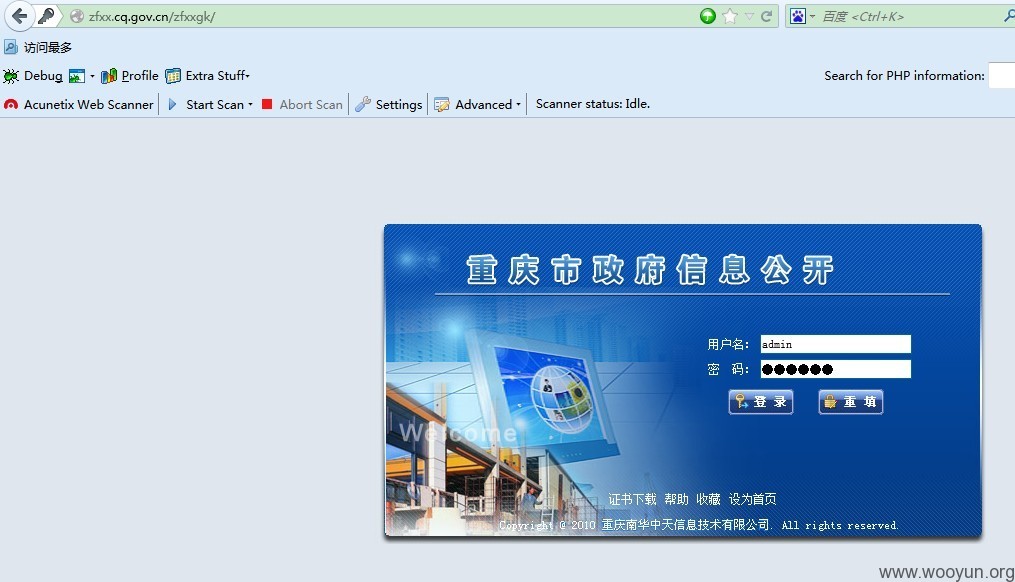 zfxx.cq.gov.cn/zfxxgk/
百度 <Ctrl+K>
访问最多
Debug Profile Extra Stuff Search for PHP information:
Acunetix Web Scanner Start Scan Abort Scan Settings Advanced Scanner status: Idle.
重庆市政府信息公开
用户名： admin
密 码： ●●●●●●
登 录 重 填
Welcome
证书下载 帮助 收藏 设为首页
Copyright @ 2010 重庆南华中天信息技术有限公司. All rights reserved.
www.wooyun.org